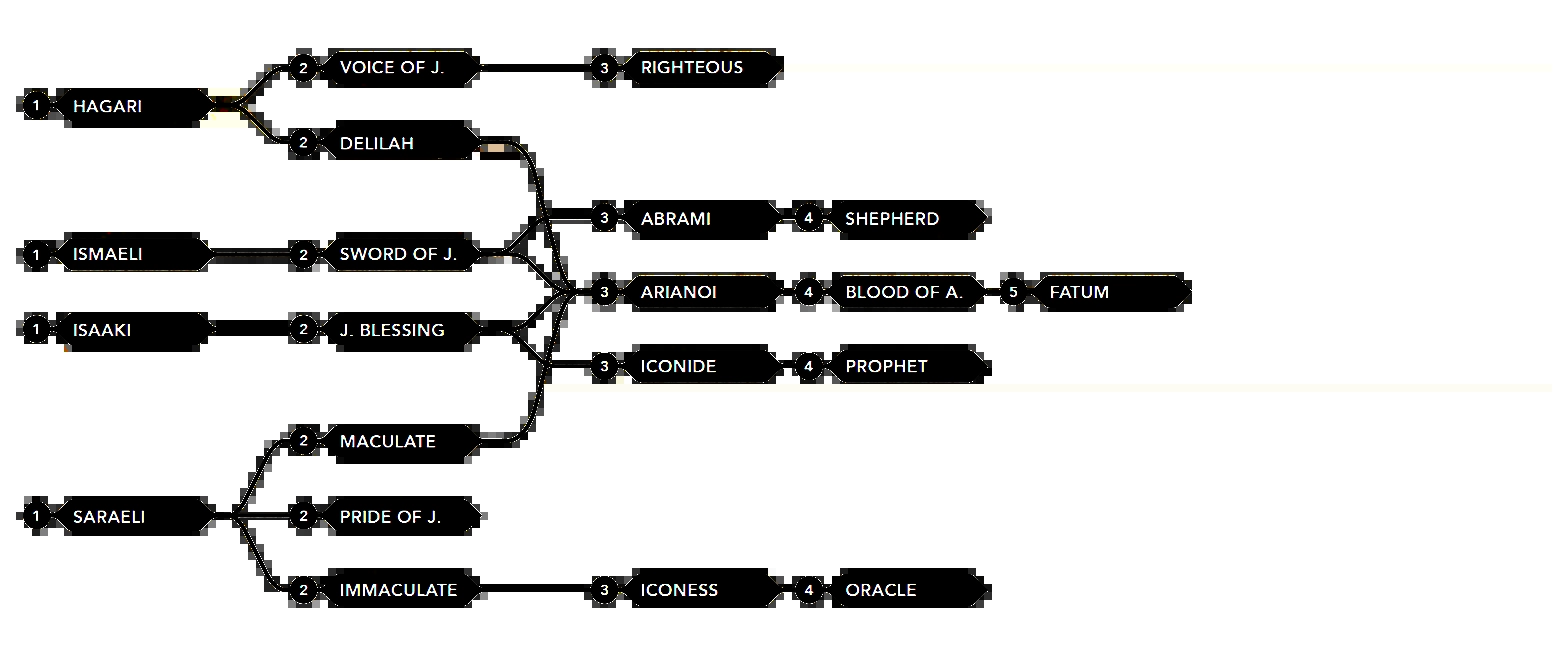 2 VOICE OF J. 3 RIGHTEOUS
1 HAGARI
2 DELILAH
3 ABRAMI 4 SHEPHERD
1 ISMAELI 2 SWORD OF J.
3 ARIANOI 4 BLOOD OF A. 5 FATUM
1 ISAAKI 2 J. BLESSING
3 ICONIDE 4 PROPHET
2 MACULATE
1 SARAELI 2 PRIDE OF J.
2 IMMACULATE 3 ICONESS 4 ORACLE